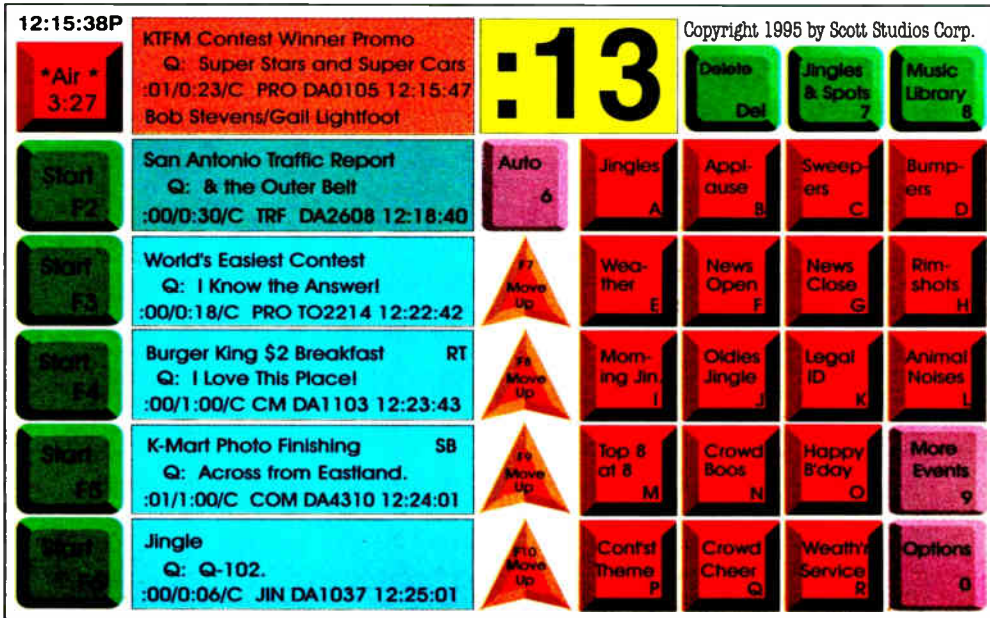 12:15:38P
*Air *
3:27
KTFM Contest Winner Promo
Q: Super Stars and Super Cars
:01/0:23/C PRO DA0105 12:15:47
Bob Stevens/Gail Lightfoot
:13
Copyright 1995 by Scott Studios Corp.
Delete
Del
Jingles
& Spots
7
Music
Library
8
Start
F2
San Antonio Traffic Report
Q: & the Outer Belt
:00/0:30/C TRF DA2608 12:18:40
Auto
6
Jingles
A
Appl-
ause
B
Sweep-
ers
C
Bump-
ers
D
Start
F3
World's Easiest Contest
Q: I Know the Answer!
:00/0:18/C PRO TO2214 12:22:42
F7
Move
Up
Wea-
ther
E
News
Open
F
News
Close
G
Rim-
shots
H
Start
F4
Burger King $2 Breakfast RT
Q: I Love This Place!
:00/1:00/C CM DA1103 12:23:43
F8
Move
Up
Morn-
ing Jin.
I
Oldies
Jingle
J
Legal
ID
K
Animal
Noises
L
Start
F5
K-Mart Photo Finishing SB
Q: Across from Eastland.
:01/1:00/C COM DA4310 12:24:01
F9
Move
Up
Top 8
at 8
M
Crowd
Boos
N
Happy
B'day
O
More
Events
9
Start
F6
Jingle
Q: Q-102.
:00/0:06/C JIN DA1037 12:25:01
F10
Move
Up
Cont'st
Theme
P
Crowd
Cheer
Q
Weath'r
Service
R
Options
0